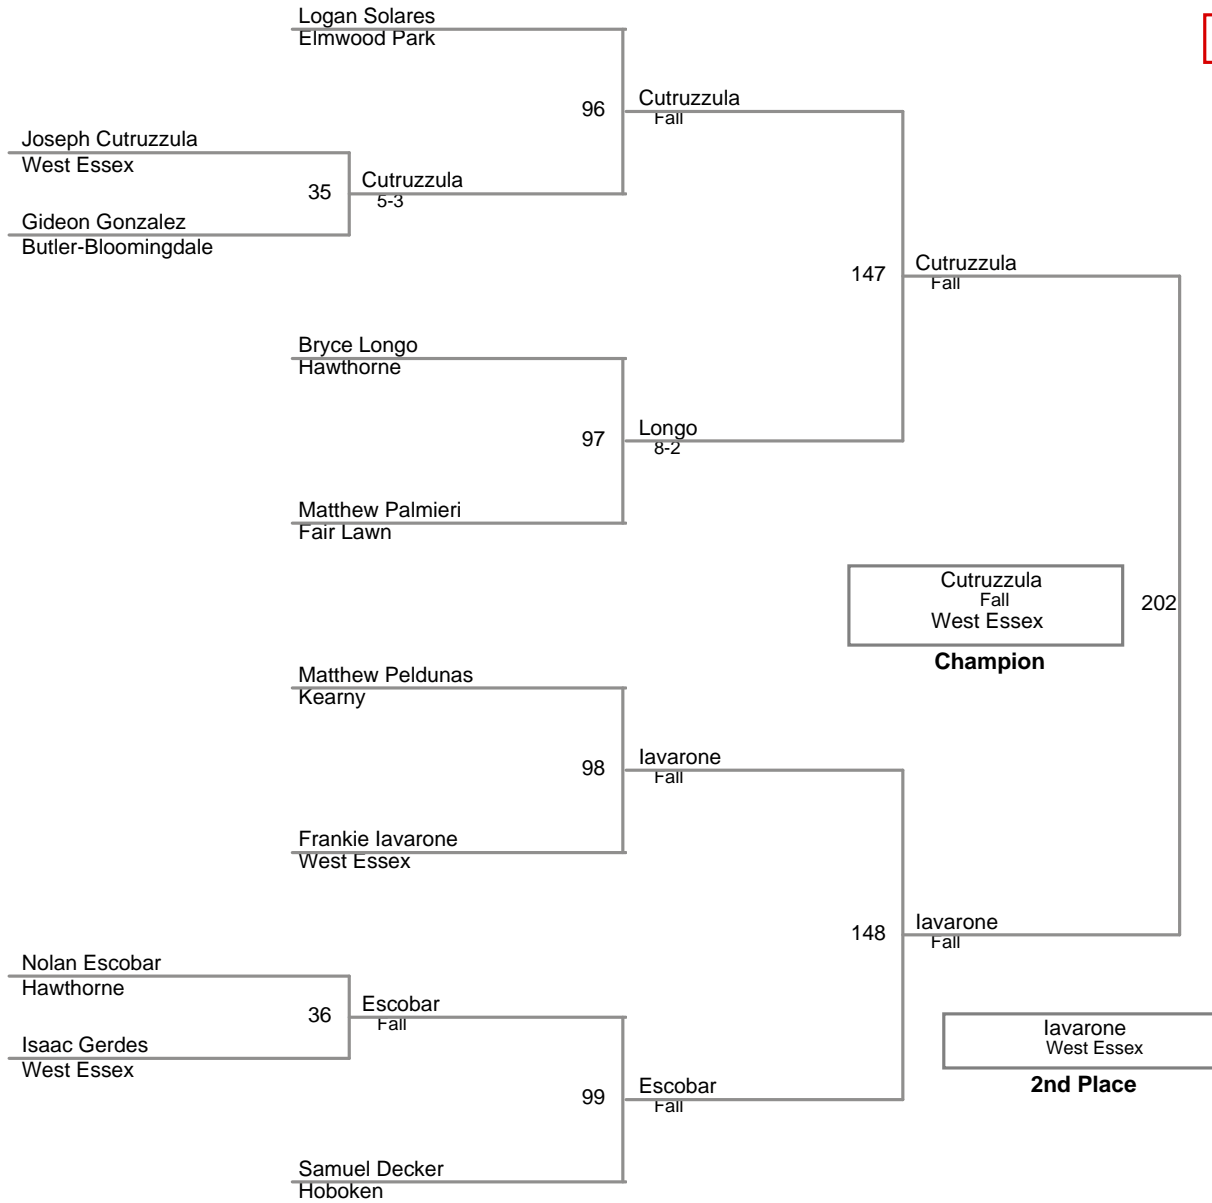 Logan Solares
Elmwood Park
96
Cutruzzula
Fall
Joseph Cutruzzula
West Essex
35
Cutruzzula
5-3
Gideon Gonzalez
Butler-Bloomingdale
147
Cutruzzula
Fall
Bryce Longo
Hawthorne
97
Longo
8-2
Matthew Palmieri
Fair Lawn
Cutruzzula
Fall
West Essex
202
Champion
Matthew Peldunas
Kearny
98
Iavarone
Fall
Frankie Iavarone
West Essex
148
Iavarone
Fall
Nolan Escobar
Hawthorne
36
Escobar
Fall
Isaac Gerdes
West Essex
Iavarone
West Essex
2nd Place
99
Escobar
Fall
Samuel Decker
Hoboken